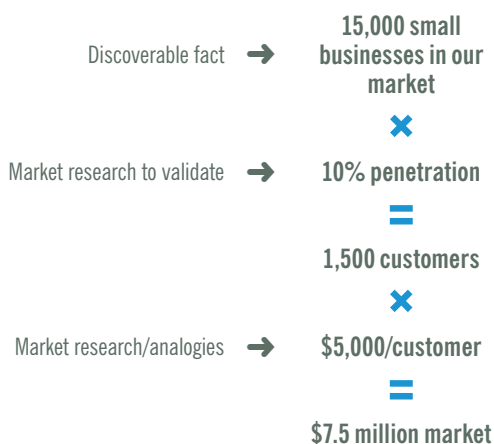 15,000 small
Discoverable fact ➔ businesses in our
market
×
Market research to validate ➔ 10% penetration
=
1,500 customers
×
Market research/analogies ➔ $5,000/customer
=
$7.5 million market